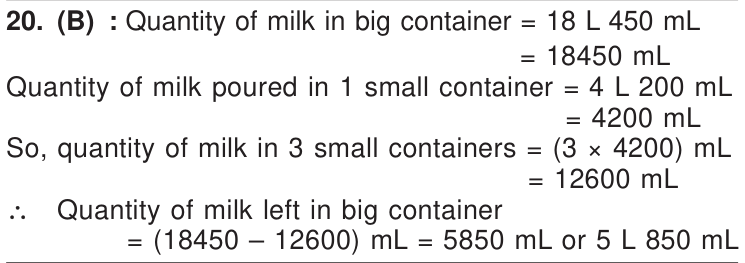 20. (B) : Quantity of milk in big container = 18 L 450 mL
= 18450 mL
Quantity of milk poured in 1 small container = 4 L 200 mL
= 4200 mL
So, quantity of milk in 3 small containers = (3 × 4200) mL
= 12600 mL
∴ Quantity of milk left in big container
= (18450 – 12600) mL = 5850 mL or 5 L 850 mL